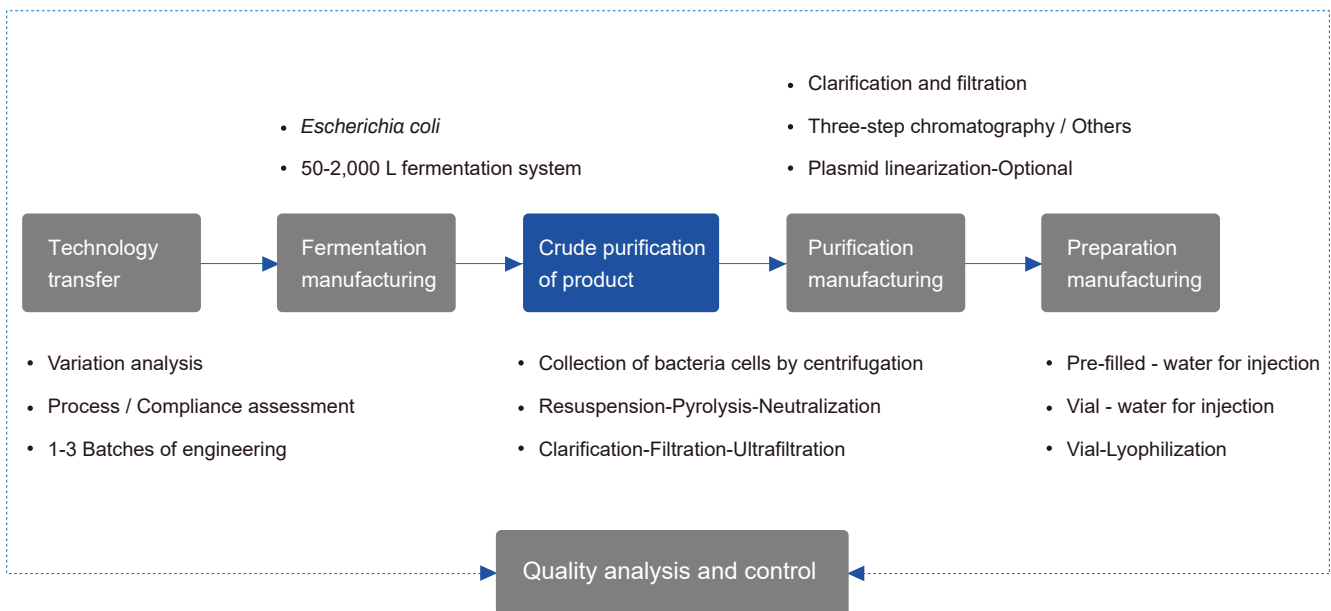 • Clarification and filtration
• Three-step chromatography / Others
• Plasmid linearization-Optional
• Escherichia coli
• 50-2,000 L fermentation system
Technology
transfer
Fermentation
manufacturing
Crude purification
of product
Purification
manufacturing
Preparation
manufacturing
• Variation analysis
• Process / Compliance assessment
• 1-3 Batches of engineering
• Collection of bacteria cells by centrifugation
• Resuspension-Pyrolysis-Neutralization
• Clarification-Filtration-Ultrafiltration
• Pre-filled - water for injection
• Vial - water for injection
• Vial-Lyophilization
Quality analysis and control